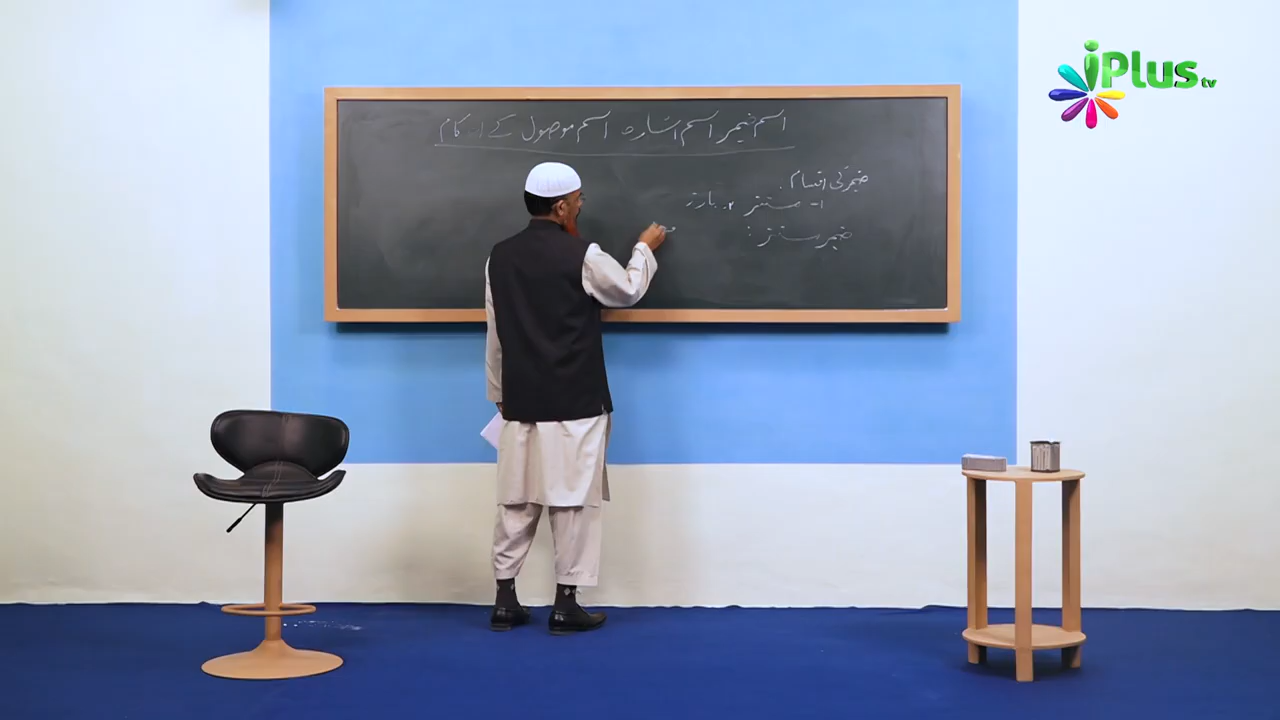 iPlus tv
اسم ضمیر اسم اشارہ اسم موصول کے احکام
ضمیر کی اقسام :
۱- مستتر ۲- بارز
ضمیر مستتر :